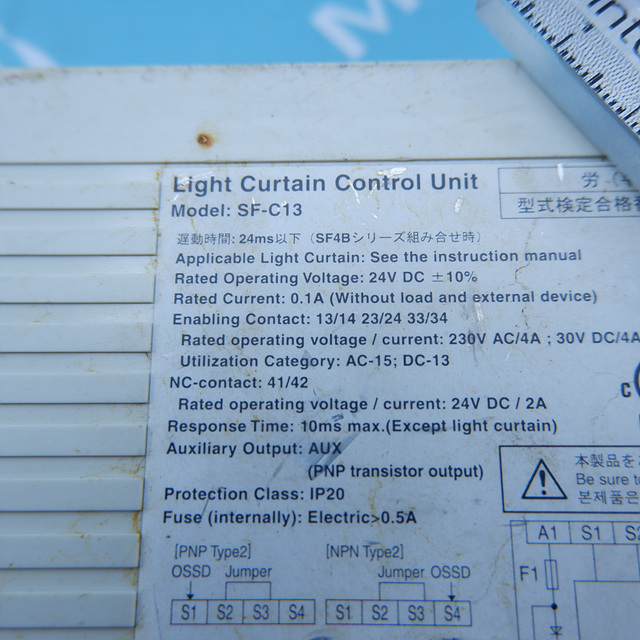 Light Curtain Control Unit
Model: SF-C13
労
型式検定合格
遅動時間: 24ms以下（SF4Bシリーズ組み合せ時）
Applicable Light Curtain: See the instruction manual
Rated Operating Voltage: 24V DC ±10%
Rated Current: 0.1A (Without load and external device)
Enabling Contact: 13/14 23/24 33/34
Rated operating voltage / current: 230V AC/4A ; 30V DC/4A
Utilization Category: AC-15; DC-13
NC-contact: 41/42
Rated operating voltage / current: 24V DC / 2A
Response Time: 10ms max.(Except light curtain)
Auxiliary Output: AUX
(PNP transistor output)
Protection Class: IP20
Fuse (internally): Electric>0.5A
本製品を
Be sure to
본제품은
[PNP Type2] [NPN Type2]
OSSD Jumper Jumper OSSD
S1 S2 S3 S4 S1 S2 S3 S4
A1 S1 S2
F1